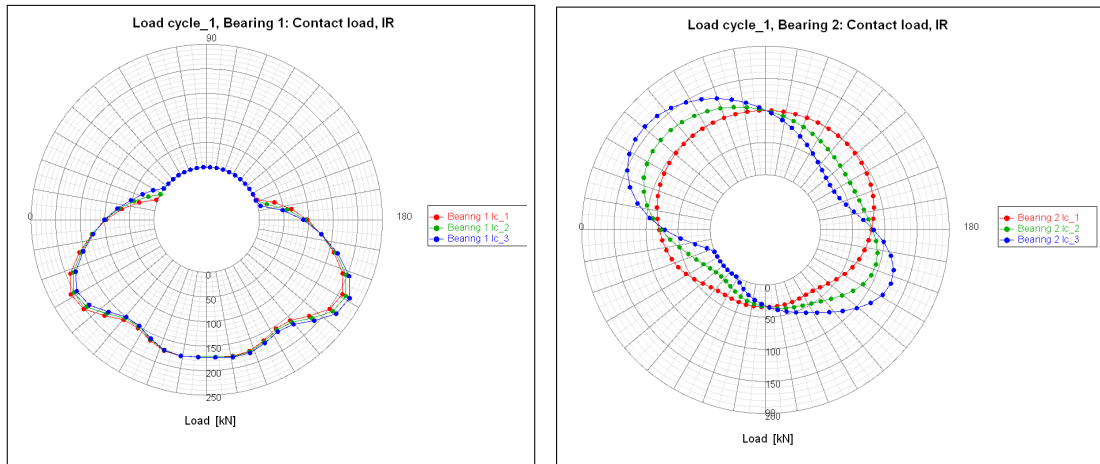 Load cycle_1, Bearing 1: Contact load, IR
90
0
180
0
50
100
150
200
250
Load [kN]
Bearing 1 lc_1
Bearing 1 lc_2
Bearing 1 lc_3
Load cycle_1, Bearing 2: Contact load, IR
0
180
0
50
100
150
90
200
Load [kN]
Bearing 2 lc_1
Bearing 2 lc_2
Bearing 2 lc_3